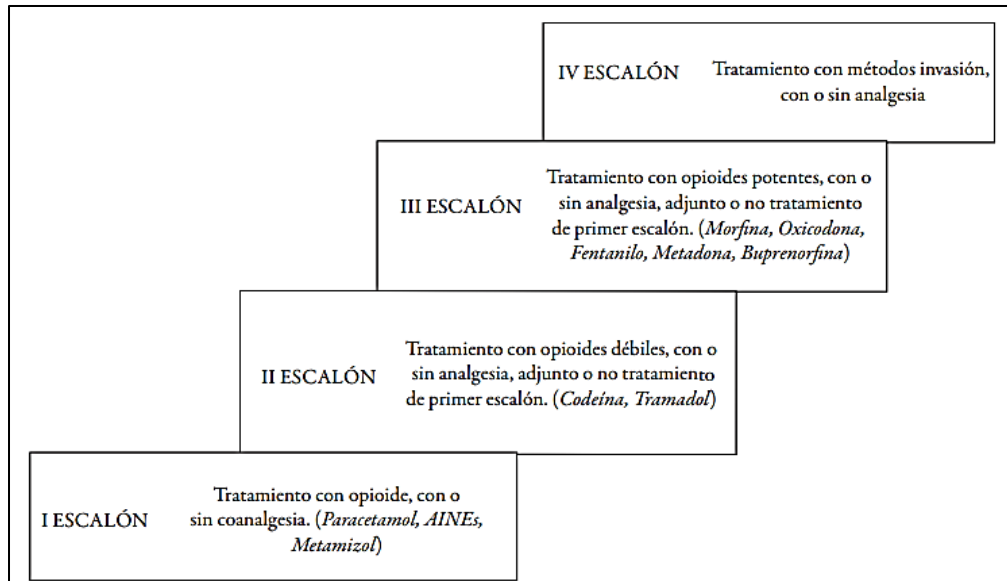 IV ESCALÓN
Tratamiento con métodos invasión,
con o sin analgesia
III ESCALÓN
Tratamiento con opioides potentes, con o
sin analgesia, adjunto o no tratamiento
de primer escalón. (Morfina, Oxicodona,
Fentanilo, Metadona, Buprenorfina)
II ESCALÓN
Tratamiento con opioides débiles, con o
sin analgesia, adjunto o no tratamiento
de primer escalón. (Codeína, Tramadol)
I ESCALÓN
Tratamiento con opioide, con o
sin coanalgesia. (Paracetamol, AINEs,
Metamizol)